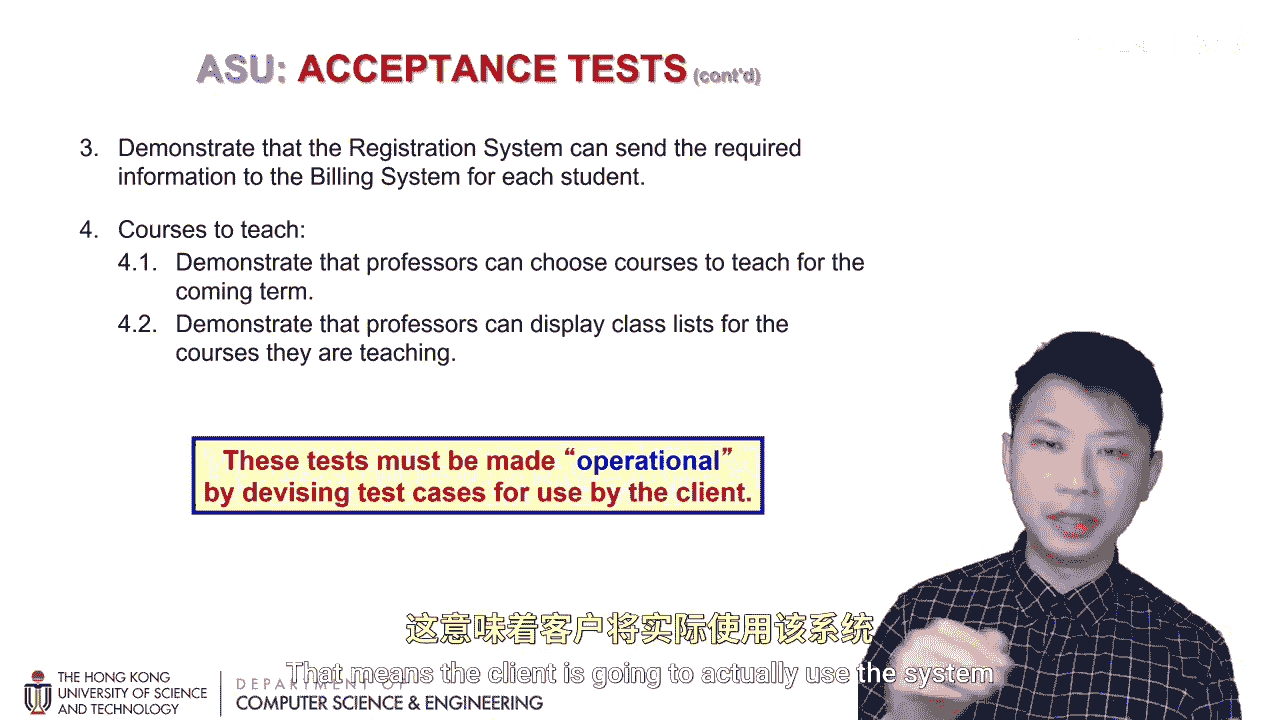 ASU: ACCEPTANCE TESTS (cont'd)
3. Demonstrate that the Registration System can send the required
information to the Billing System for each student.
4. Courses to teach:
4.1. Demonstrate that professors can choose courses to teach for the
coming term.
4.2. Demonstrate that professors can display class lists for the
courses they are teaching.
These tests must be made “operational”
by devising test cases for use by the client.
这意味着客户将实际使用该系统
That means the client is going to actually use the system
THE HONG KONG
UNIVERSITY OF SCIENCE
AND TECHNOLOGY
DEPARTMENT OF
COMPUTER SCIENCE & ENGINEERING